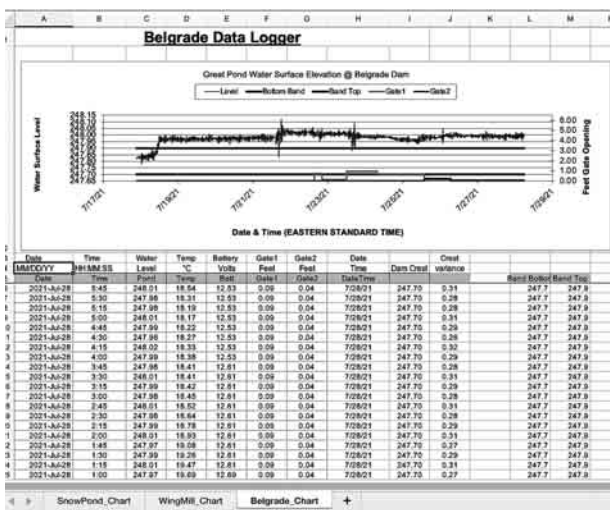 A B C D E F G H I J K L M
Belgrade Data Logger
Great Pond Water Surface Elevation @ Belgrade Dam
Level Bottom Band Band Top Gate1 Gate2
Water Surface Level
248.15
248.10
6.00
5.00
4.00
3.00
2.00
1.00
0.00
Feet Gate Opening
7/17/21 7/19/21 7/21/21 7/23/21 7/25/21 7/27/21 7/29/21
Date & Time (EASTERN STANDARD TIME)
Date Time Water Temp Battery Gate1 Gate2 Date Crest
MM/DD/YY HH:MM:SS Level °C Volts Feet Feet Time Dam Crest variance
Date Time Pond Temp Batt Gate1 Gate2 DateTime Band Bottor Band Top
2021-Jul-28 5:45 248.01 18.54 12.53 0.09 0.04 7/28/21 247.70 0.31 247.7 247.9
2021-Jul-28 5:30 247.98 18.31 12.53 0.09 0.04 7/28/21 247.70 0.28 247.7 247.9
2021-Jul-28 5:15 247.98 18.19 12.53 0.09 0.04 7/28/21 247.70 0.28 247.7 247.9
2021-Jul-28 5:00 248.01 18.17 12.53 0.09 0.04 7/28/21 247.70 0.31 247.7 247.9
2021-Jul-28 4:45 247.99 18.22 12.53 0.09 0.04 7/28/21 247.70 0.29 247.7 247.9
2021-Jul-28 4:30 247.98 18.27 12.53 0.09 0.04 7/28/21 247.70 0.28 247.7 247.9
2021-Jul-28 4:15 248.02 18.33 12.53 0.09 0.04 7/28/21 247.70 0.32 247.7 247.9
2021-Jul-28 4:00 247.99 18.38 12.53 0.09 0.04 7/28/21 247.70 0.29 247.7 247.9
2021-Jul-28 3:45 247.98 18.41 12.61 0.09 0.04 7/28/21 247.70 0.28 247.7 247.9
2021-Jul-28 3:30 248.01 18.41 12.61 0.09 0.04 7/28/21 247.70 0.31 247.7 247.9
2021-Jul-28 3:15 247.99 18.42 12.61 0.09 0.04 7/28/21 247.70 0.29 247.7 247.9
2021-Jul-28 3:00 247.98 18.45 12.61 0.09 0.04 7/28/21 247.70 0.28 247.7 247.9
2021-Jul-28 2:45 248.01 18.52 12.61 0.09 0.04 7/28/21 247.70 0.31 247.7 247.9
2021-Jul-28 2:30 247.98 18.64 12.61 0.09 0.04 7/28/21 247.70 0.28 247.7 247.9
2021-Jul-28 2:15 247.99 18.78 12.61 0.09 0.04 7/28/21 247.70 0.29 247.7 247.9
2021-Jul-28 2:00 248.01 18.93 12.61 0.09 0.04 7/28/21 247.70 0.31 247.7 247.9
2021-Jul-28 1:45 247.97 19.08 12.61 0.09 0.04 7/28/21 247.70 0.27 247.7 247.9
2021-Jul-28 1:30 247.99 19.26 12.61 0.09 0.04 7/28/21 247.70 0.29 247.7 247.9
2021-Jul-28 1:15 248.01 19.47 12.61 0.09 0.04 7/28/21 247.70 0.31 247.7 247.9
2021-Jul-28 1:00 247.97 19.69 12.69 0.09 0.04 7/28/21 247.70 0.27 247.7 247.9
SnowPond_Chart WingMill_Chart Belgrade_Chart +